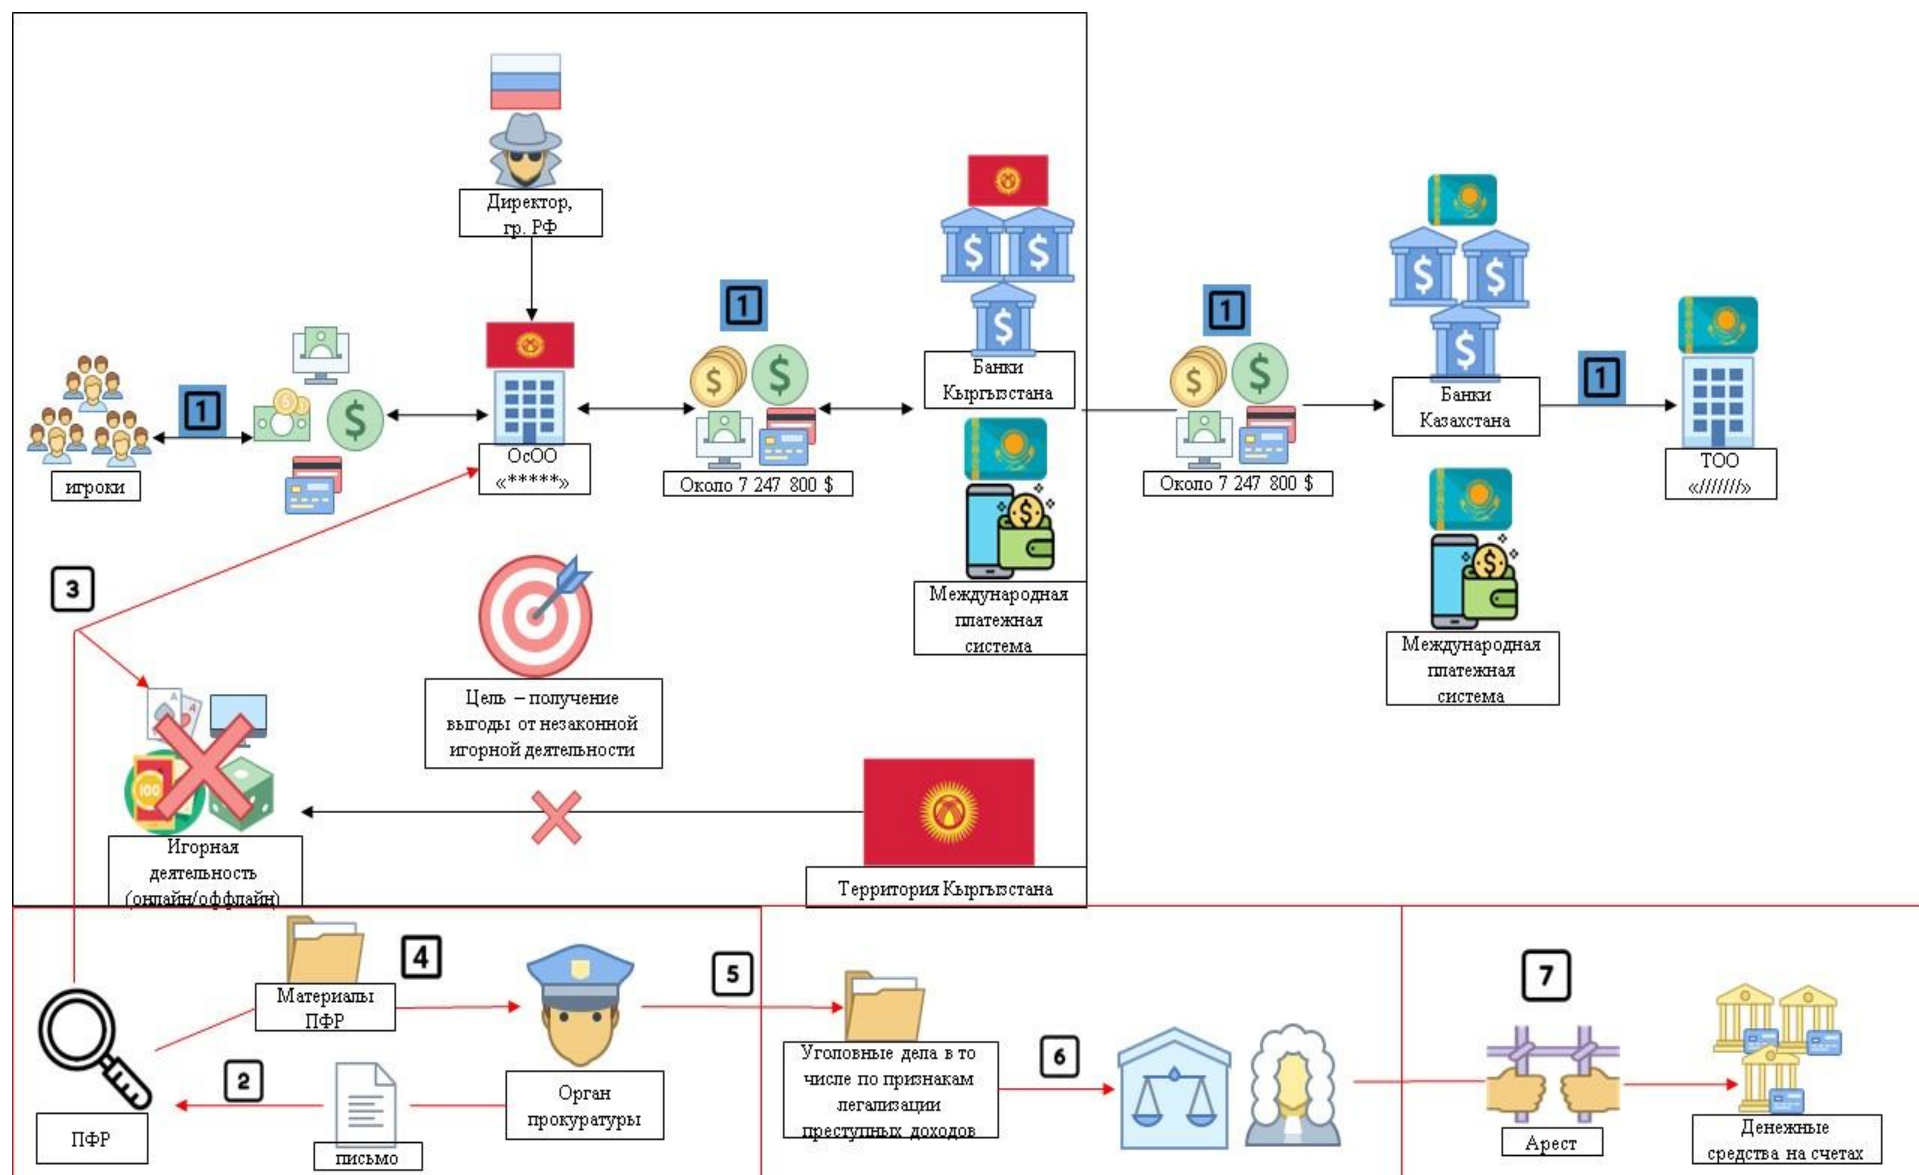 Директор,
гр. РФ
1
1
1
1
Банки
Кыргызстана
Банки
Казахстана
игроки
ОсОО
«*****»
Около 7 247 800 $
Около 7 247 800 $
ТОО
«///////»
3
Международная
платежная
система
Международная
платежная
система
Цель – получение
выгоды от незаконной
игорной деятельности
A
A
100
Игорная
деятельность
(онлайн/оффлайн)
Территория Кыргызстана
4
5
7
Материалы
ПФР
2
6
Орган
прокуратуры
Уголовные дела в то
числе по признакам
легализации
преступных доходов
ПФР
письмо
Арест
Денежные
средства на счетах